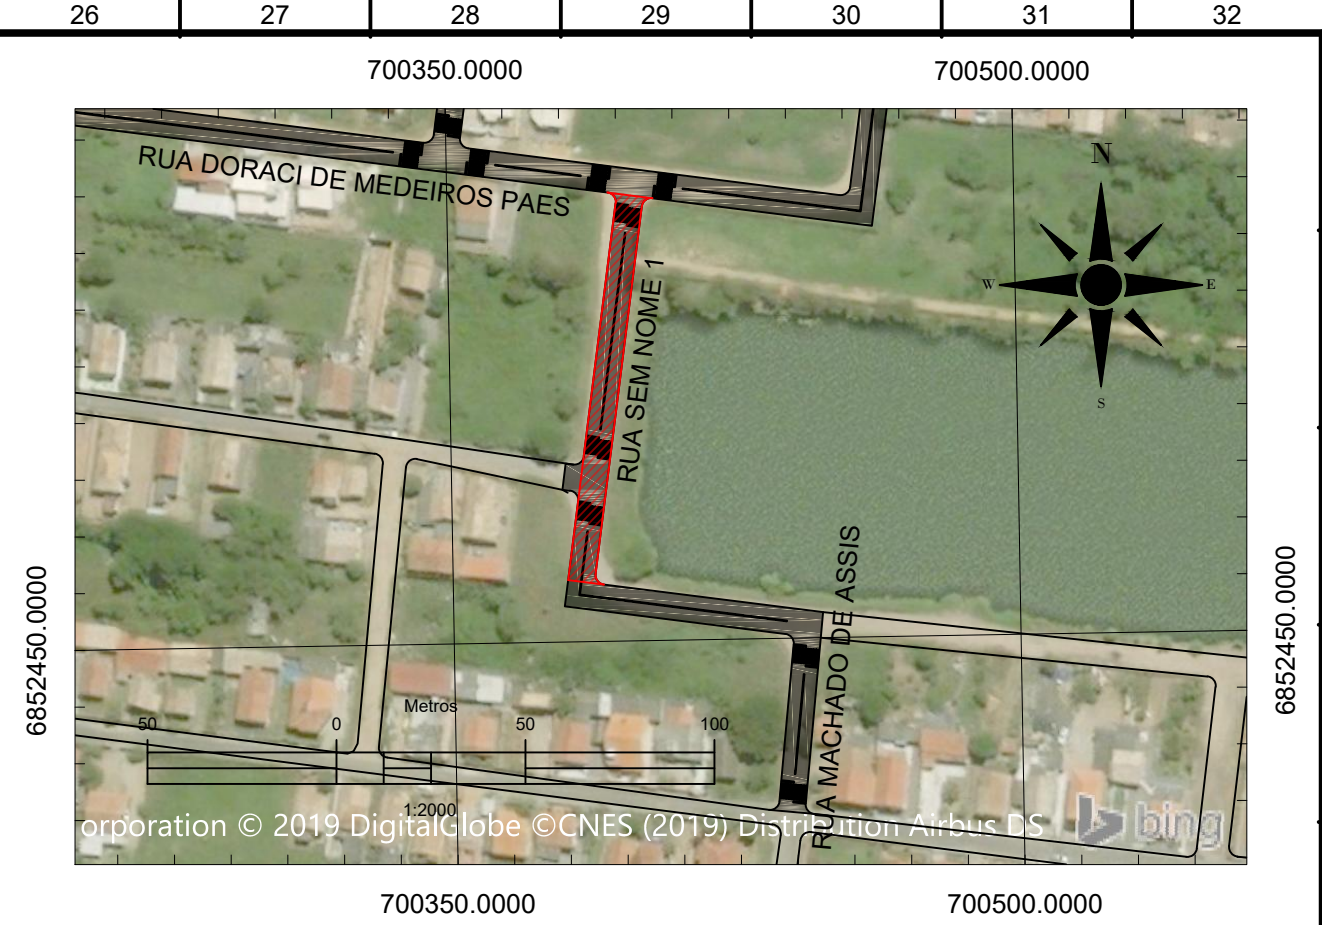 26 27 28 29 30 31 32
700350.0000 700500.0000
N
RUA DORACI DE MEDEIROS PAES
W E
S
RUA SEM NOME 1
RUA MACHADO DE ASSIS
6852450.0000 6852450.0000
Metros
50 0 50 100
1:2000
orporation © 2019 DigitalGlobe ©CNES (2019) Distribution Airbus DS
bing
700350.0000 700500.0000